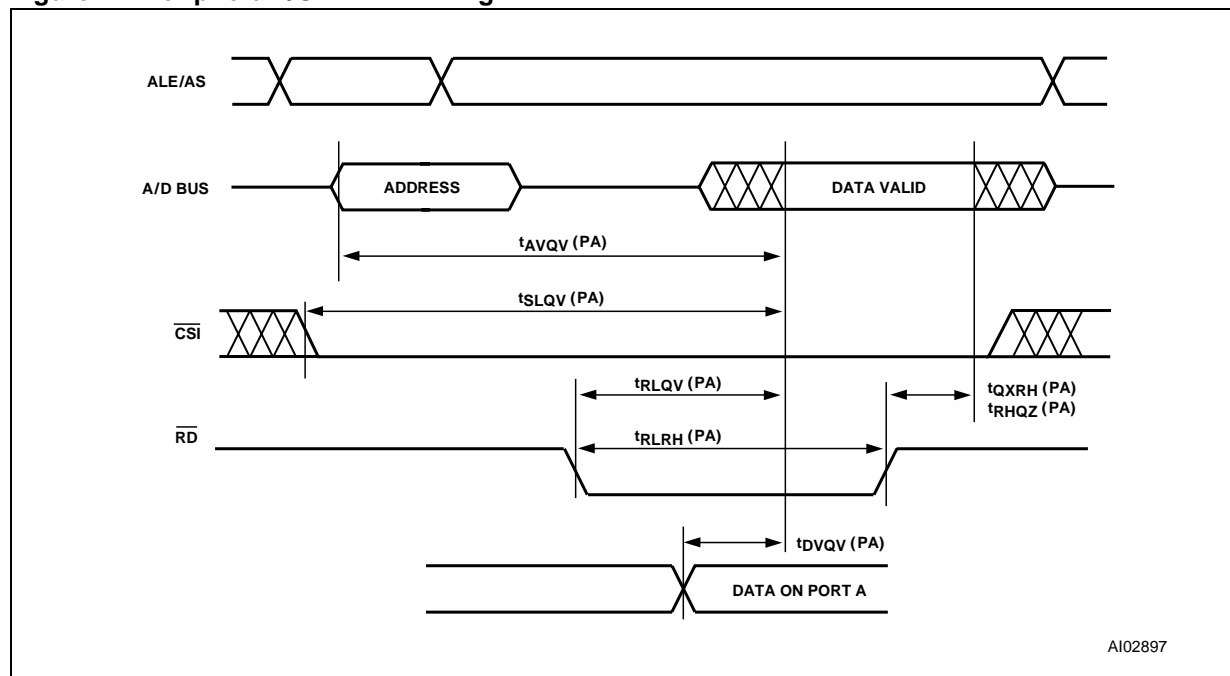 ALE/AS
A/D BUS
ADDRESS
DATA VALID
tAVQV (PA)
tSLQV (PA)
CSI
tRLQV (PA)
tQXRH (PA)
tRHQZ (PA)
RD
tRLRH (PA)
tDVQV (PA)
DATA ON PORT A
AI02897